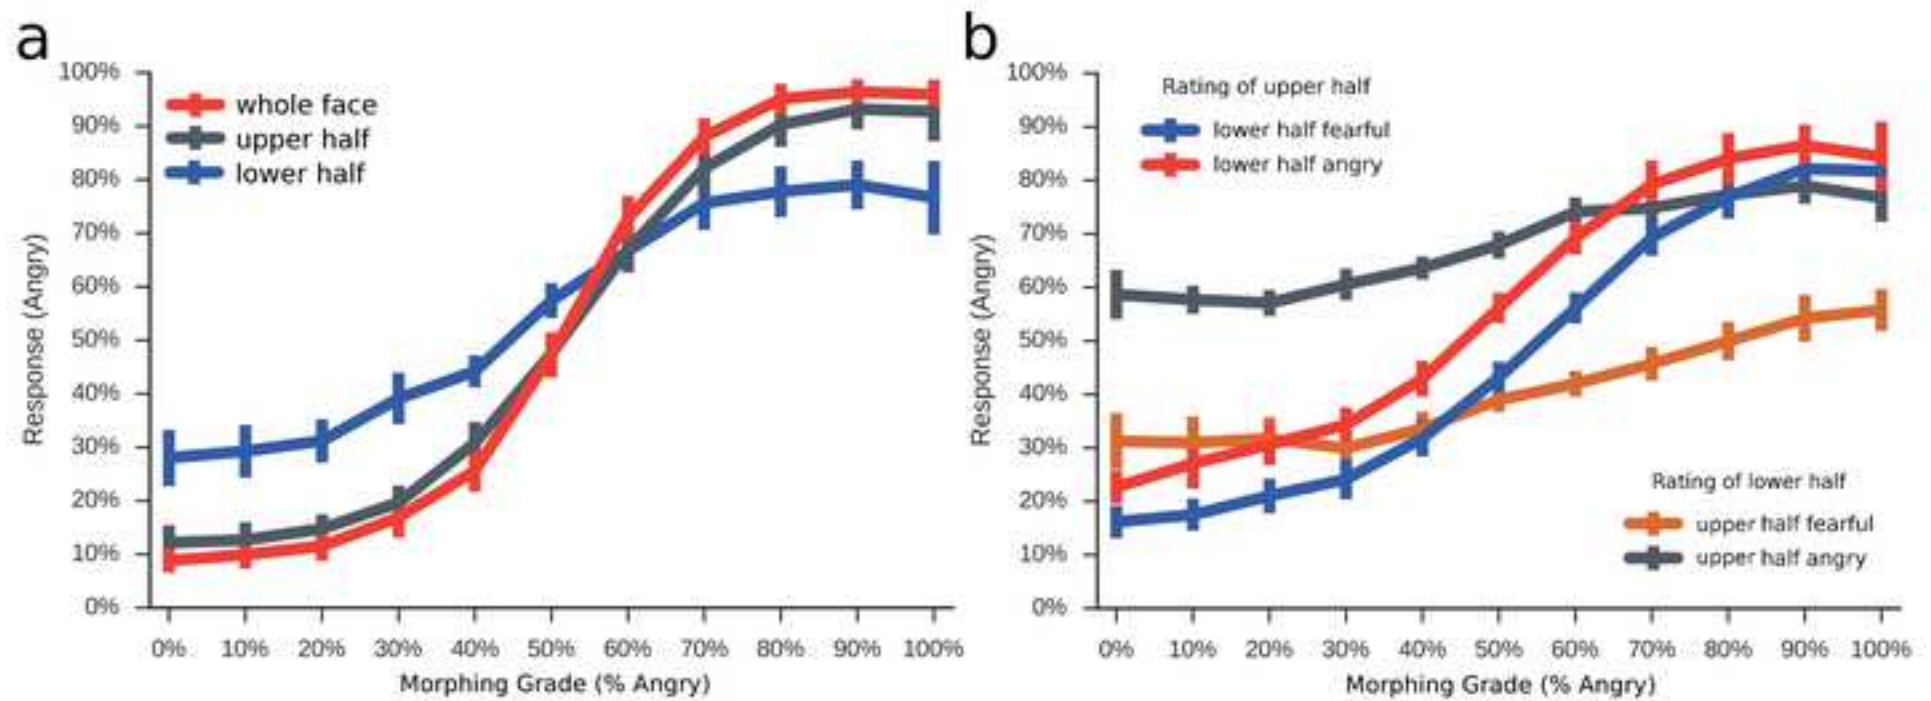 a
100%
90%
80%
70%
60%
50%
40%
30%
20%
10%
0%
Response (Angry)
whole face
upper half
lower half
0% 10% 20% 30% 40% 50% 60% 70% 80% 90% 100%
Morphing Grade (% Angry)
b
100%
90%
80%
70%
60%
50%
40%
30%
20%
10%
0%
Response (Angry)
Rating of upper half
lower half fearful
lower half angry
Rating of lower half
upper half fearful
upper half angry
0% 10% 20% 30% 40% 50% 60% 70% 80% 90% 100%
Morphing Grade (% Angry)